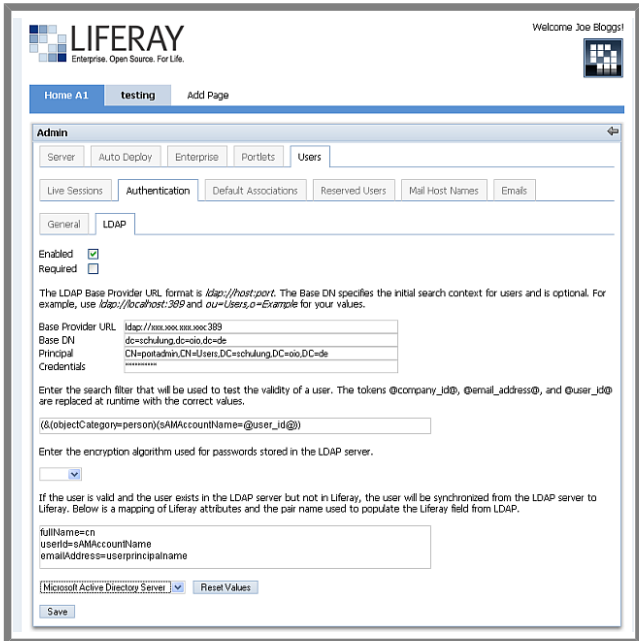 Welcome Joe Bloggs!
LIFERAY
Enterprise. Open Source. For Life.
Home A1 testing Add Page
Admin
Server Auto Deploy Enterprise Portlets Users
Live Sessions Authentication Default Associations Reserved Users Mail Host Names Emails
General LDAP
Enabled
Required
The LDAP Base Provider URL format is ldap://host:port. The Base DN specifies the initial search context for users and is optional. For
example, use ldap://localhost:389 and ou=Users,o=Example for your values.
Base Provider URL ldap://xxx.xxx.xxx.xxx:389
Base DN dc=schulung,dc=oio,dc=de
Principal CN=portadmin,CN=Users,DC=schulung,DC=oio,DC=de
Credentials ***********
Enter the search filter that will be used to test the validity of a user. The tokens @company_id@, @email_address@, and @user_id@
are replaced at runtime with the correct values.
(&(objectCategory=person)(sAMAccountName=@user_id@))
Enter the encryption algorithm used for passwords stored in the LDAP server.
If the user is valid and the user exists in the LDAP server but not in Liferay, the user will be synchronized from the LDAP server to
Liferay. Below is a mapping of Liferay attributes and the pair name used to populate the Liferay field from LDAP.
fullName=cn
userId=sAMAccountName
emailAddress=userprincipalname
Microsoft Active Directory Server Reset Values
Save